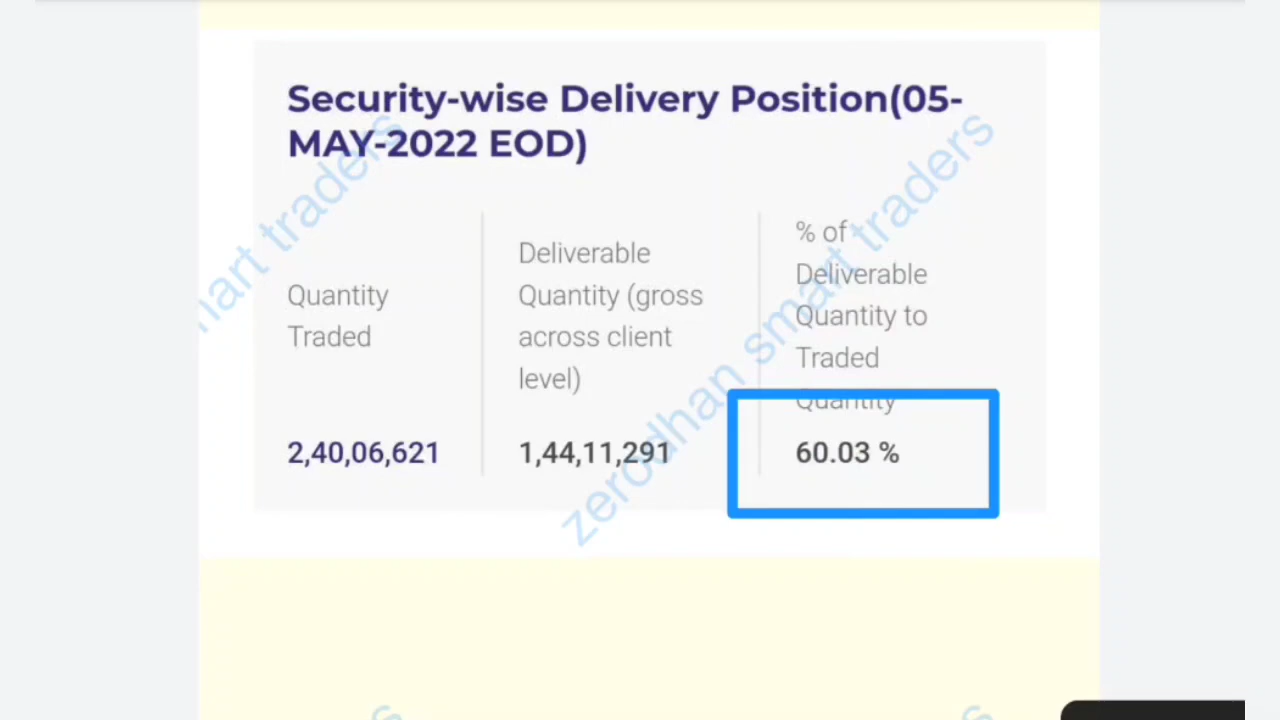 Security-wise Delivery Position(05-
MAY-2022 EOD)
Quantity
Traded
2,40,06,621
Deliverable
Quantity (gross
across client
level)
1,44,11,291
% of
Deliverable
Quantity to
Traded
Quantity
60.03 %
traders
zerodhan smart traders